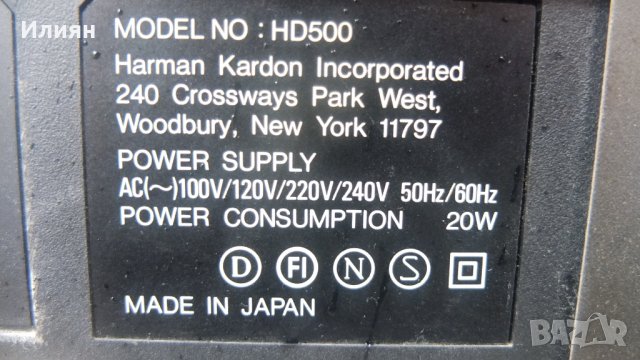 Илиян
MODEL NO : HD500
Harman Kardon Incorporated
240 Crossways Park West,
Woodbury, New York 11797
POWER SUPPLY
AC(~)100V/120V/220V/240V 50Hz/60Hz
POWER CONSUMPTION 20W
D FI N S
MADE IN JAPAN
BAZAR